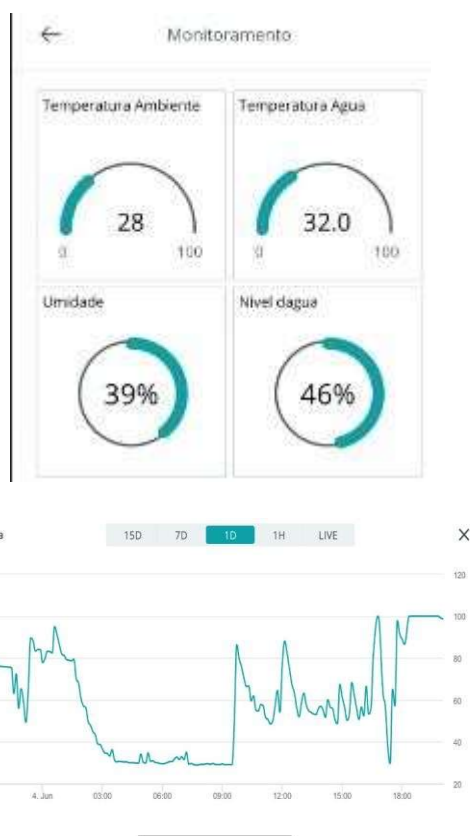 Monitoramento
Temperatura Ambiente
Temperatura Agua
28
32.0
0
100
0
100
Umidade
Nivel dagua
39%
46%
a
15D
7D
1D
1H
LIVE
X
120
100
80
60
40
20
4. Jun
03:00
06:00
09:00
12:00
15:00
18:00